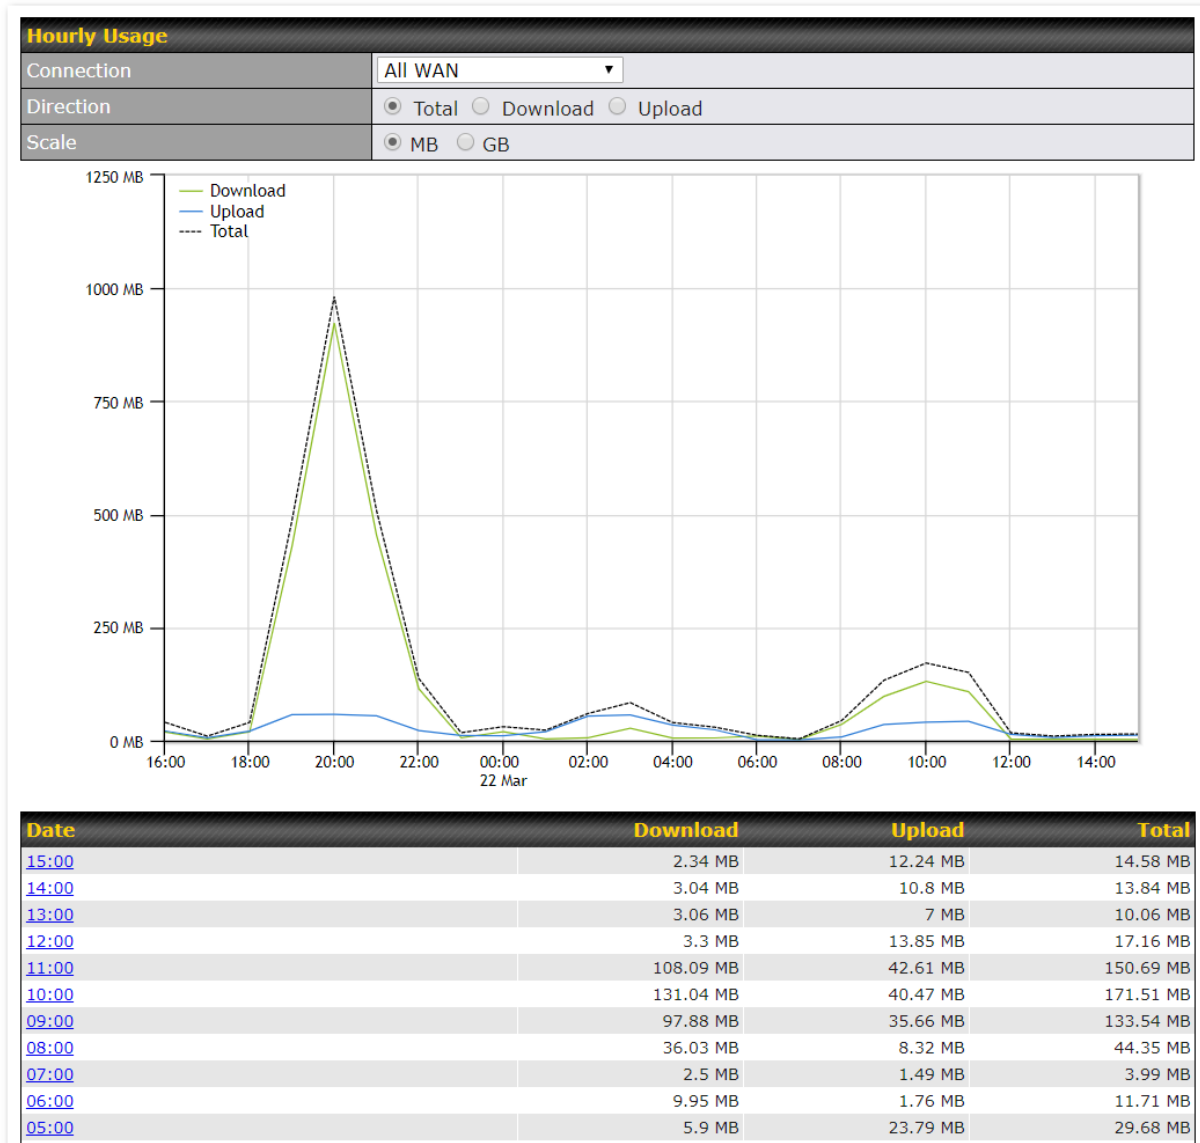 Hourly Usage
Connection All WAN
Direction Total Download Upload
Scale MB GB
1250 MB
Download
Upload
Total
1000 MB
750 MB
500 MB
250 MB
0 MB
16:00 18:00 20:00 22:00 00:00 02:00 04:00 06:00 08:00 10:00 12:00 14:00
22 Mar
Date Download Upload Total
15:00 2.34 MB 12.24 MB 14.58 MB
14:00 3.04 MB 10.8 MB 13.84 MB
13:00 3.06 MB 7 MB 10.06 MB
12:00 3.3 MB 13.85 MB 17.16 MB
11:00 108.09 MB 42.61 MB 150.69 MB
10:00 131.04 MB 40.47 MB 171.51 MB
09:00 97.88 MB 35.66 MB 133.54 MB
08:00 36.03 MB 8.32 MB 44.35 MB
07:00 2.5 MB 1.49 MB 3.99 MB
06:00 9.95 MB 1.76 MB 11.71 MB
05:00 5.9 MB 23.79 MB 29.68 MB